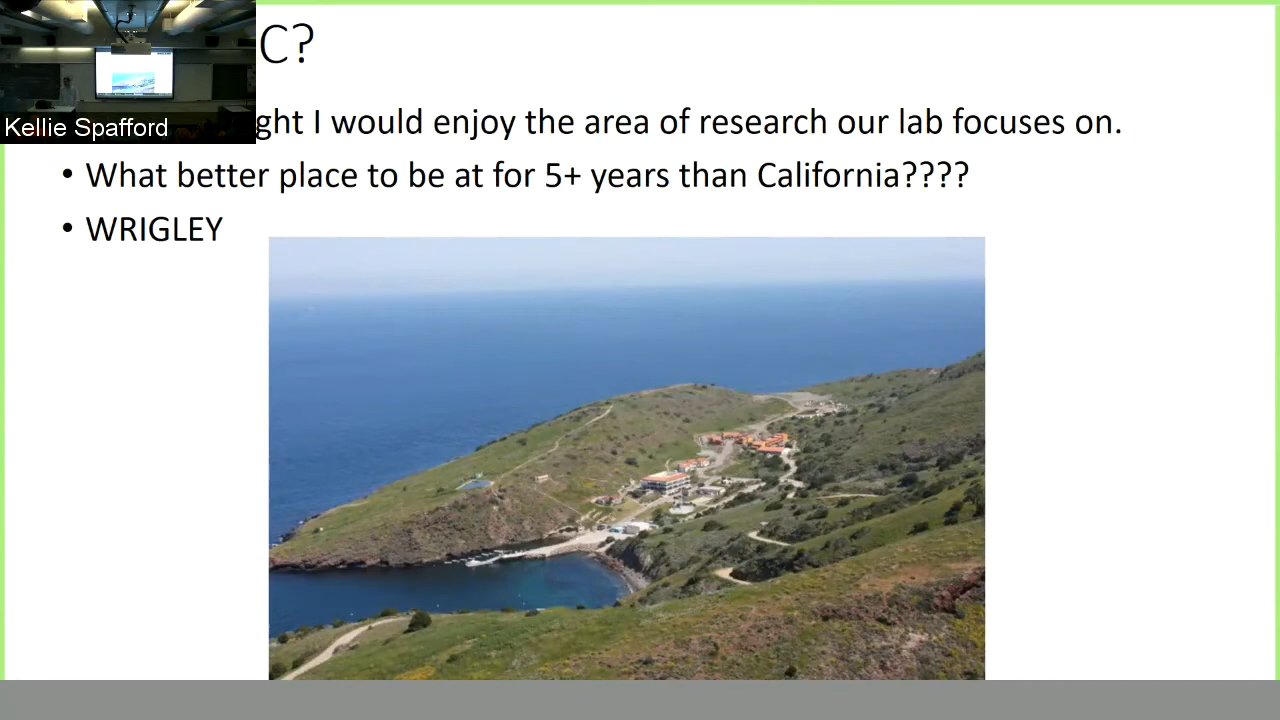 C?
ght I would enjoy the area of research our lab focuses on.
• What better place to be at for 5+ years than California????
• WRIGLEY
Kellie Spafford